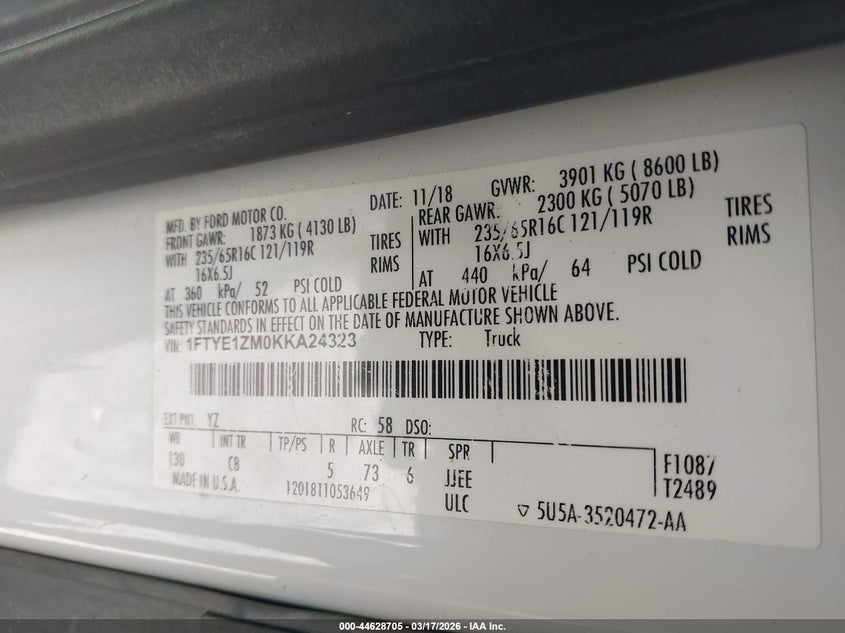 MFD. BY FORD MOTOR CO. DATE: 11/18 GVWR: 3901 KG ( 8600 LB)
FRONT GAWR: 1873 KG ( 4130 LB) REAR GAWR: 2300 KG ( 5070 LB)
WITH 235/65R16C 121/119R TIRES WITH 235/65R16C 121/119R TIRES
16X6.5J RIMS 16X6.5J RIMS
AT 360 kPa/ 52 PSI COLD AT 440 kPa/ 64 PSI COLD
THIS VEHICLE CONFORMS TO ALL APPLICABLE FEDERAL MOTOR VEHICLE
SAFETY STANDARDS IN EFFECT ON THE DATE OF MANUFACTURE SHOWN ABOVE.
VIN: 1FTYE1ZM0KKA24323 TYPE: Truck
EXT PNT: YZ RC: 58 DSO:
WB INT TR TP/PS R AXLE TR SPR
130 CB 5 73 6 JJEE F1087
MADE IN U.S.A. 1201811053649 ULC T2489
▽ 5U5A-3520472-AA
000-44628705 - 03/17/2026 - IAA Inc.